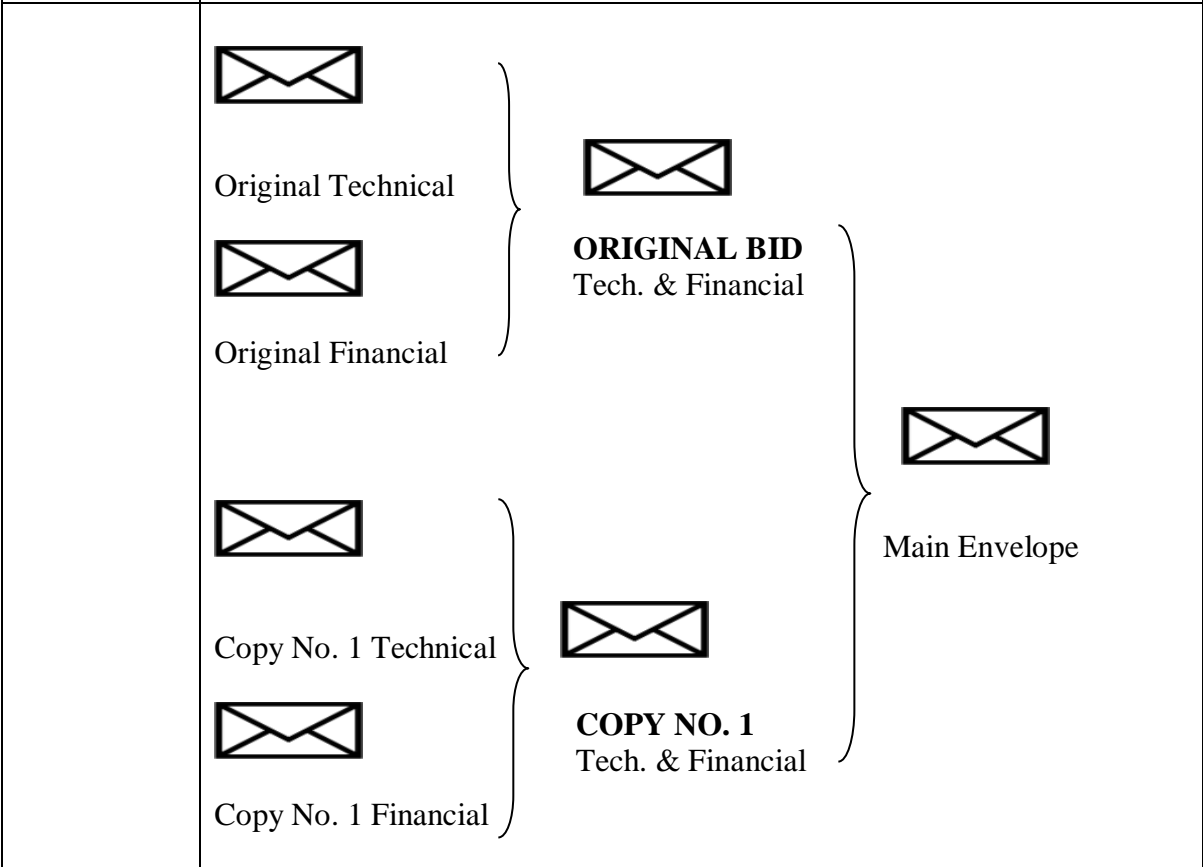 Original Technical
Original Financial
ORIGINAL BID
Tech. & Financial
Copy No. 1 Technical
Copy No. 1 Financial
COPY NO. 1
Tech. & Financial
Main Envelope